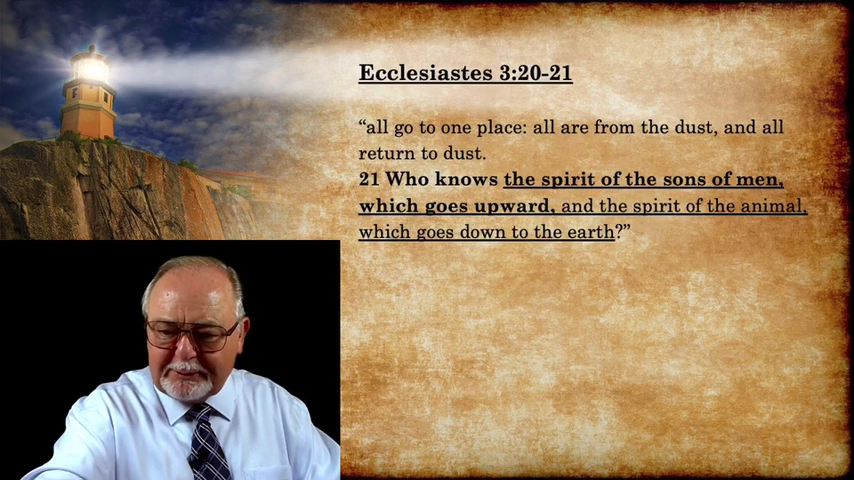 Ecclesiastes 3:20-21
“all go to one place: all are from the dust, and all
return to dust.
21 Who knows the spirit of the sons of men,
which goes upward, and the spirit of the animal,
which goes down to the earth?”